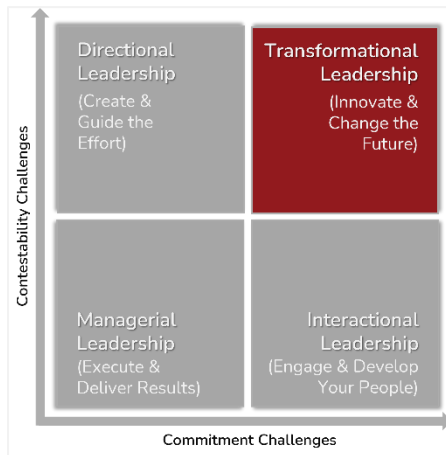 Directional
Leadership
(Create &
Guide the
Effort)
Transformational
Leadership
(Innovate &
Change the
Future)
Managerial
Leadership
(Execute &
Deliver Results)
Interactional
Leadership
(Engage & Develop
Your People)
Contestability Challenges
Commitment Challenges